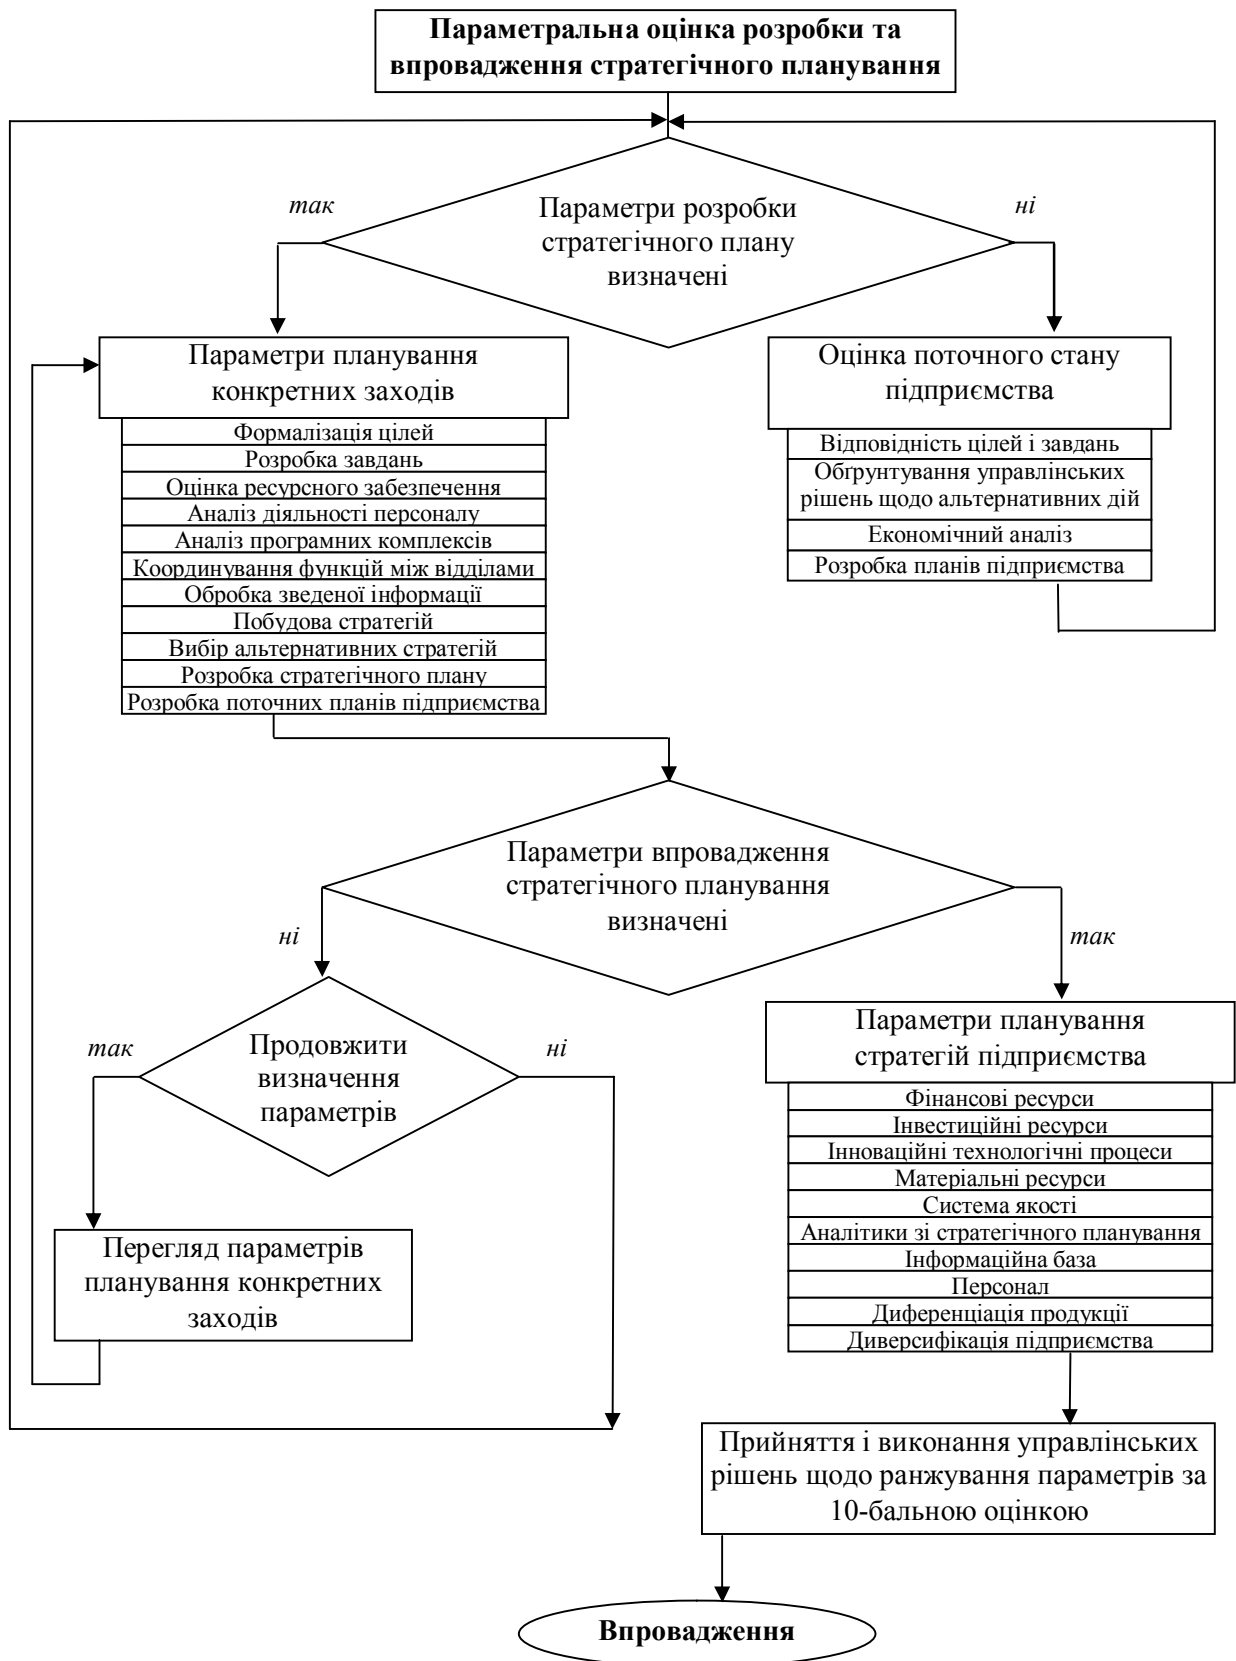 Параметральна оцінка розробки та
впровадження стратегічного планування
так
ні
Параметри розробки
стратегічного плану
визначені
Параметри планування
конкретних заходів
Формалізація цілей
Розробка завдань
Оцінка ресурсного забезпечення
Аналіз діяльності персоналу
Аналіз програмних комплексів
Координування функцій між відділами
Обробка зведеної інформації
Побудова стратегій
Вибір альтернативних стратегій
Розробка стратегічного плану
Розробка поточних планів підприємства
Оцінка поточного стану
підприємства
Відповідність цілей і завдань
Обґрунтування управлінських
рішень щодо альтернативних дій
Економічний аналіз
Розробка планів підприємства
Параметри впровадження
стратегічного планування
визначені
ні
так
Продовжити
визначення
параметрів
так
ні
Перегляд параметрів
планування конкретних
заходів
Параметри планування
стратегій підприємства
Фінансові ресурси
Інвестиційні ресурси
Інноваційні технологічні процеси
Матеріальні ресурси
Система якості
Аналітики зі стратегічного планування
Інформаційна база
Персонал
Диференціація продукції
Диверсифікація підприємства
Прийняття і виконання управлінських
рішень щодо ранжування параметрів за
10-бальною оцінкою
Впровадження